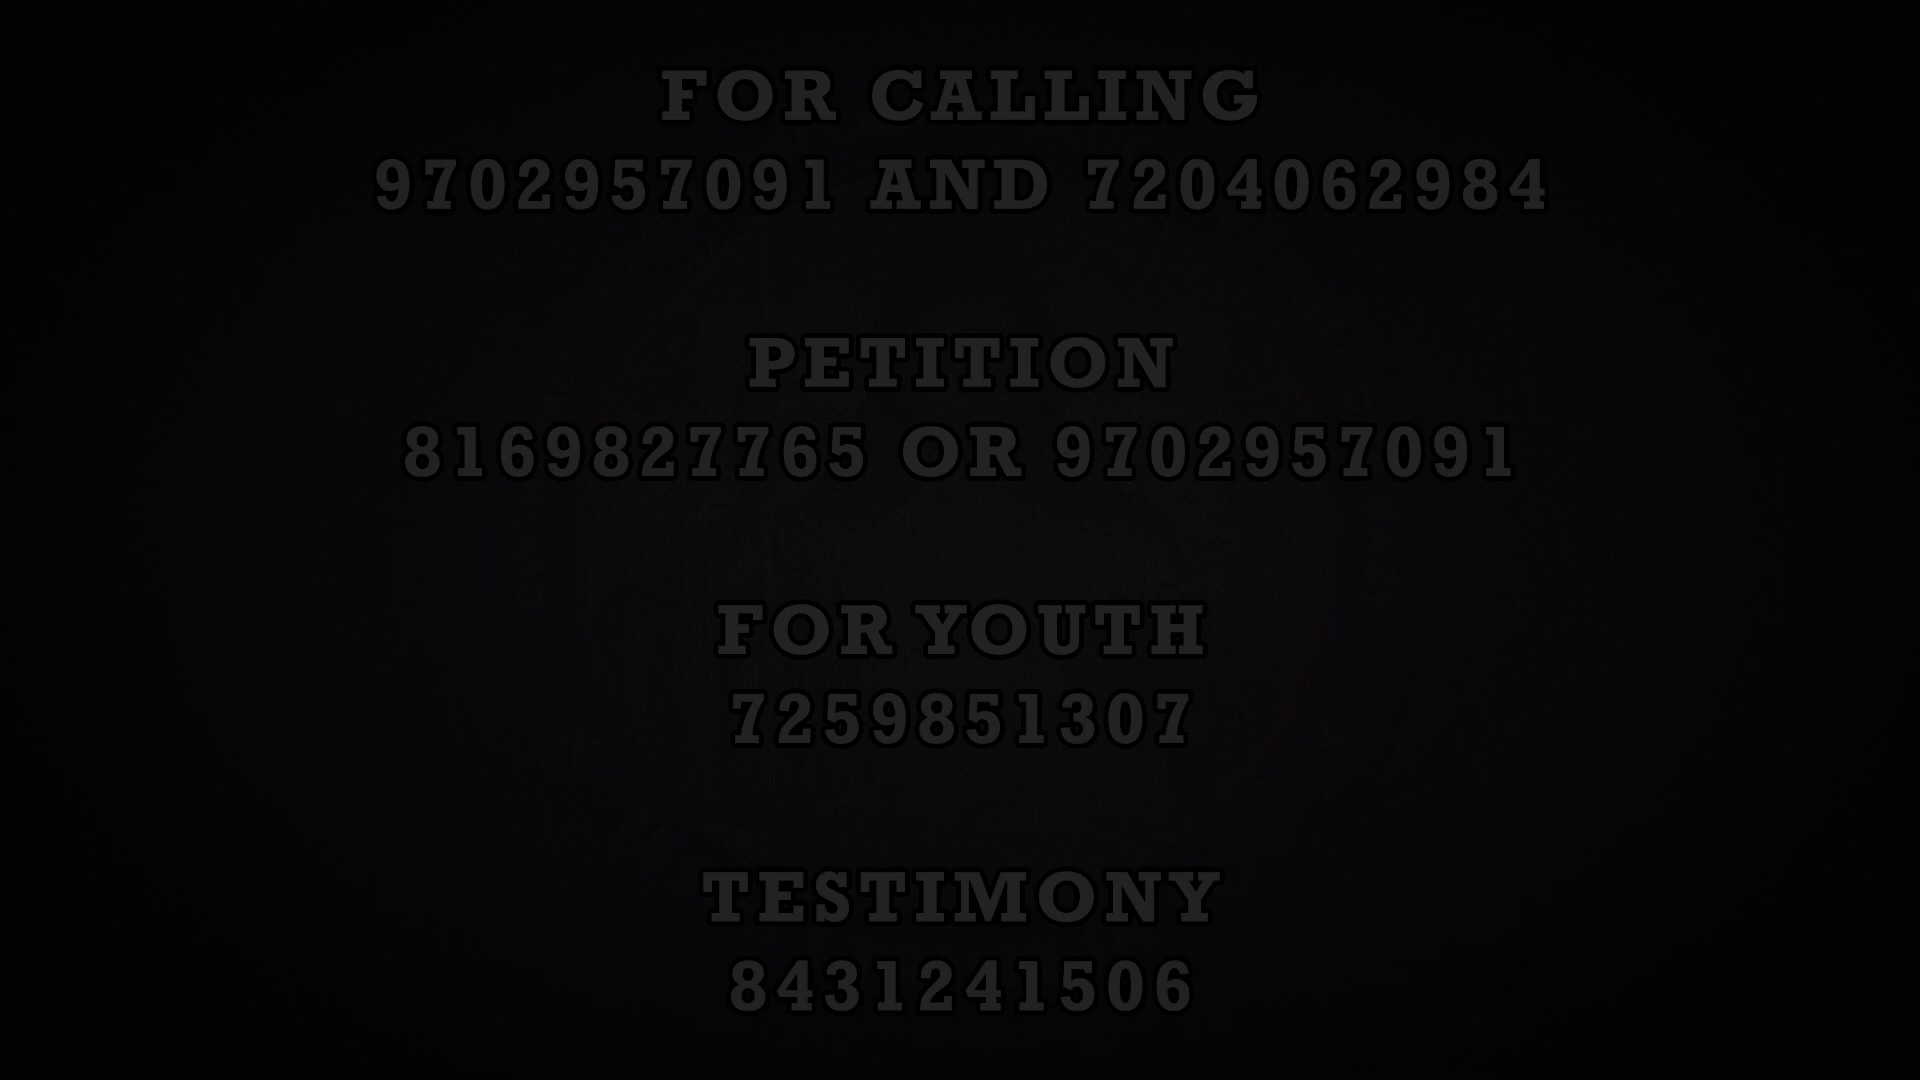 FOR CALLING
9702957091 AND 7204062984
PETITION
8169827765 OR 9702957091
FOR YOUTH
7259851307
TESTIMONY
8431241506